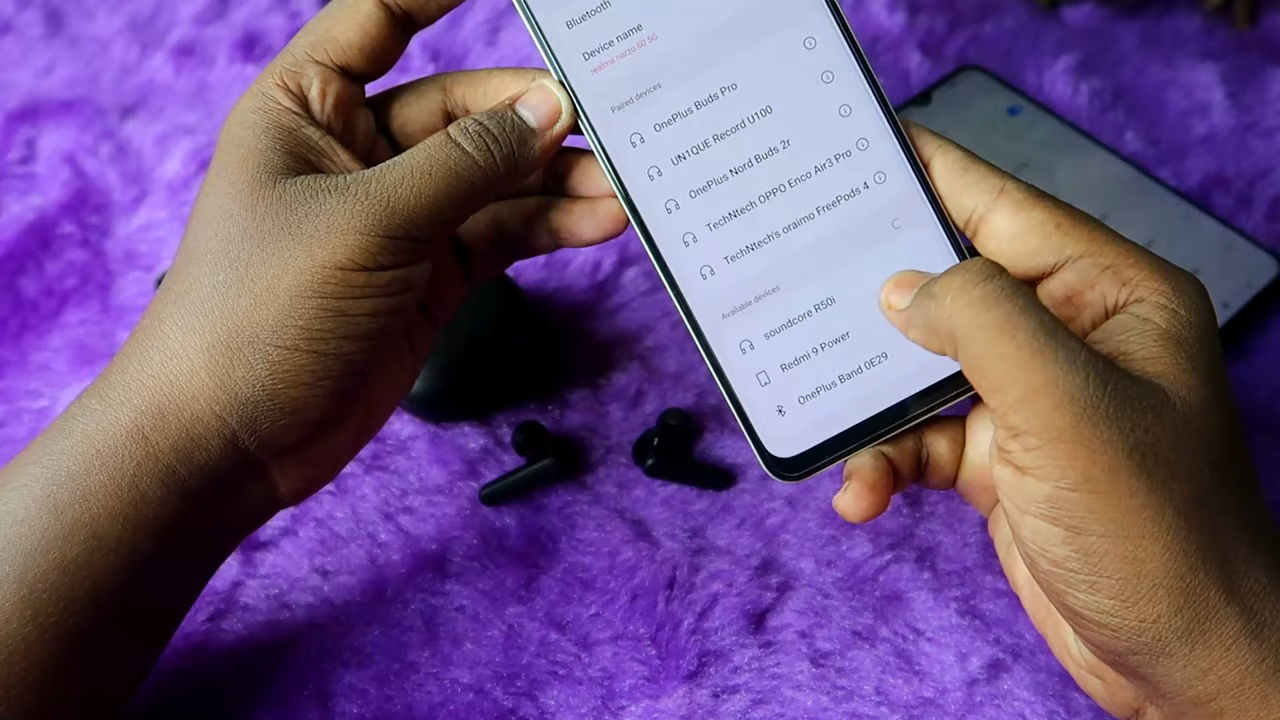 Bluetooth
Device name
realme narzo 60 5G
Paired devices
OnePlus Buds Pro
UN1QUE Record U100
OnePlus Nord Buds 2r
TechNtech OPPO Enco Air3 Pro
TechNtech's oraimo FreePods 4
Available devices
soundcore R50i
Redmi 9 Power
OnePlus Band 0E29